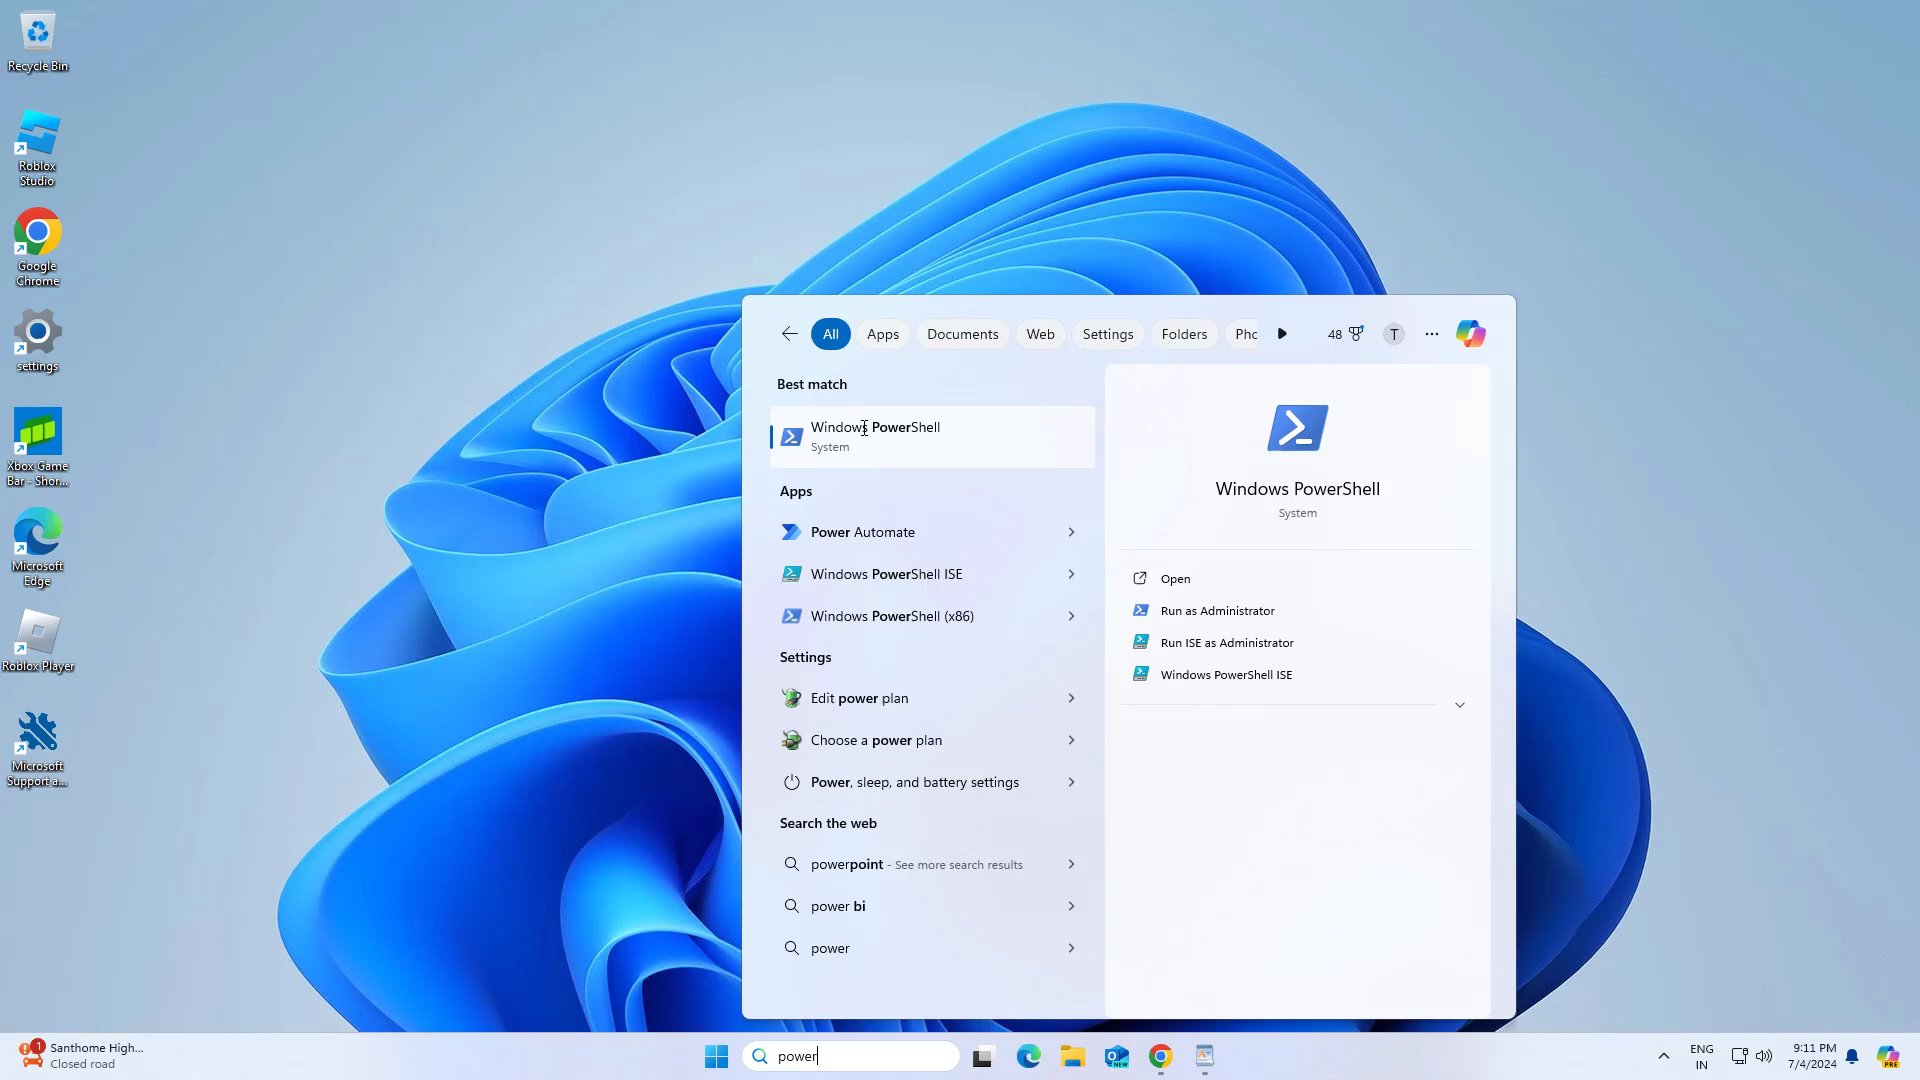 Recycle Bin
Roblox
Studio
Google
Chrome
settings
Xbox Game
Bar - Shor...
Microsoft
Edge
Roblox Player
Microsoft
Support a...
All
Apps
Documents
Web
Settings
Folders
Pho
48
T
Best match
Windows PowerShell
System
Apps
Power Automate
Windows PowerShell ISE
Windows PowerShell (x86)
Settings
Edit power plan
Choose a power plan
Power, sleep, and battery settings
Search the web
powerpoint - See more search results
power bi
power
Windows PowerShell
System
Open
Run as Administrator
Run ISE as Administrator
Windows PowerShell ISE
1
Santhome High...
Closed road
power
NEW
ENG
IN
9:11 PM
7/4/2024
PRE